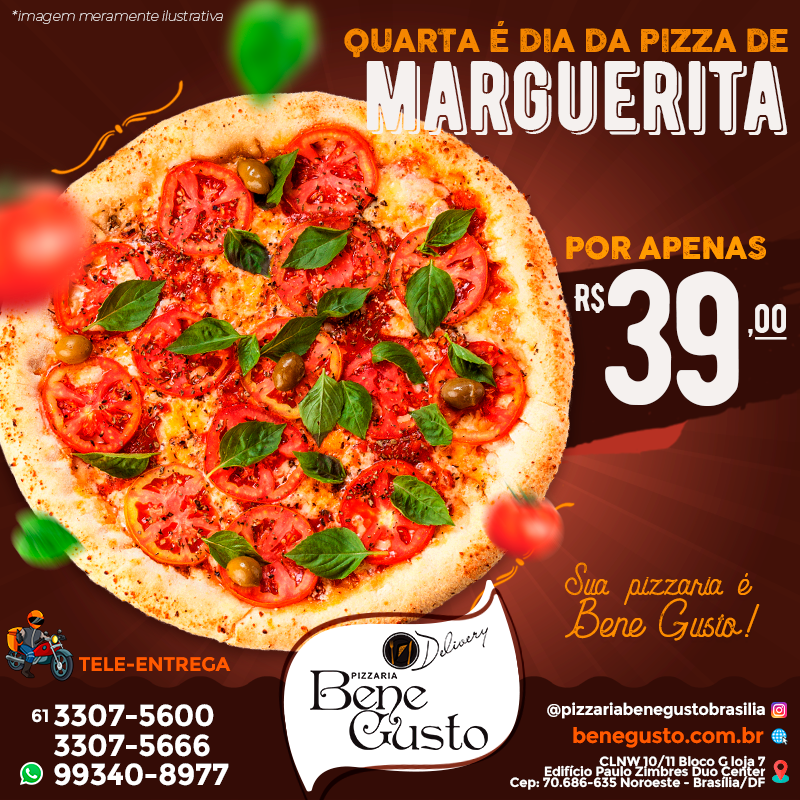 *imagem meramente ilustrativa
QUARTA É DIA DA PIZZA DE
MARGUERITA
POR APENAS
R$ 39,00
Sua pizzaria é
Bene Gusto!
TELE-ENTREGA
61 3307-5600
3307-5666
99340-8977
Delivery
PIZZARIA
Bene
Gusto
@pizzariabenegustobrasilia
benegusto.com.br
CLNW 10/11 Bloco G loja 7
Edifício Paulo Zimbres Duo Center
Cep: 70.686-635 Noroeste - Brasília/DF